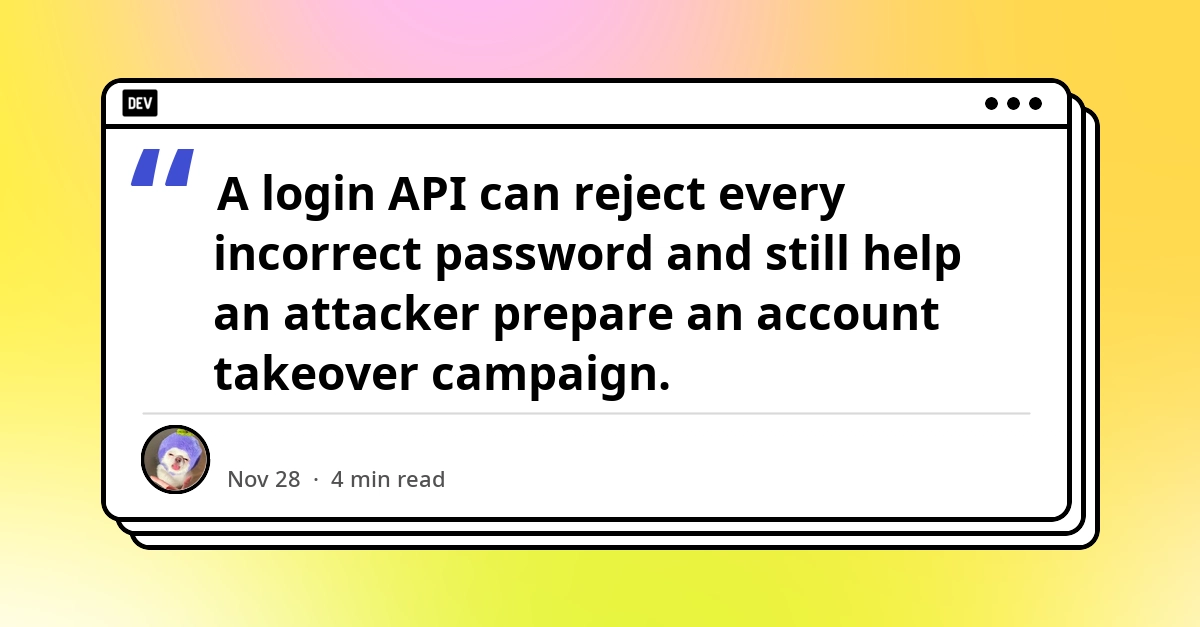 DEV
“ A login API can reject every
incorrect password and still help
an attacker prepare an account
takeover campaign.
Nov 28 · 4 min read